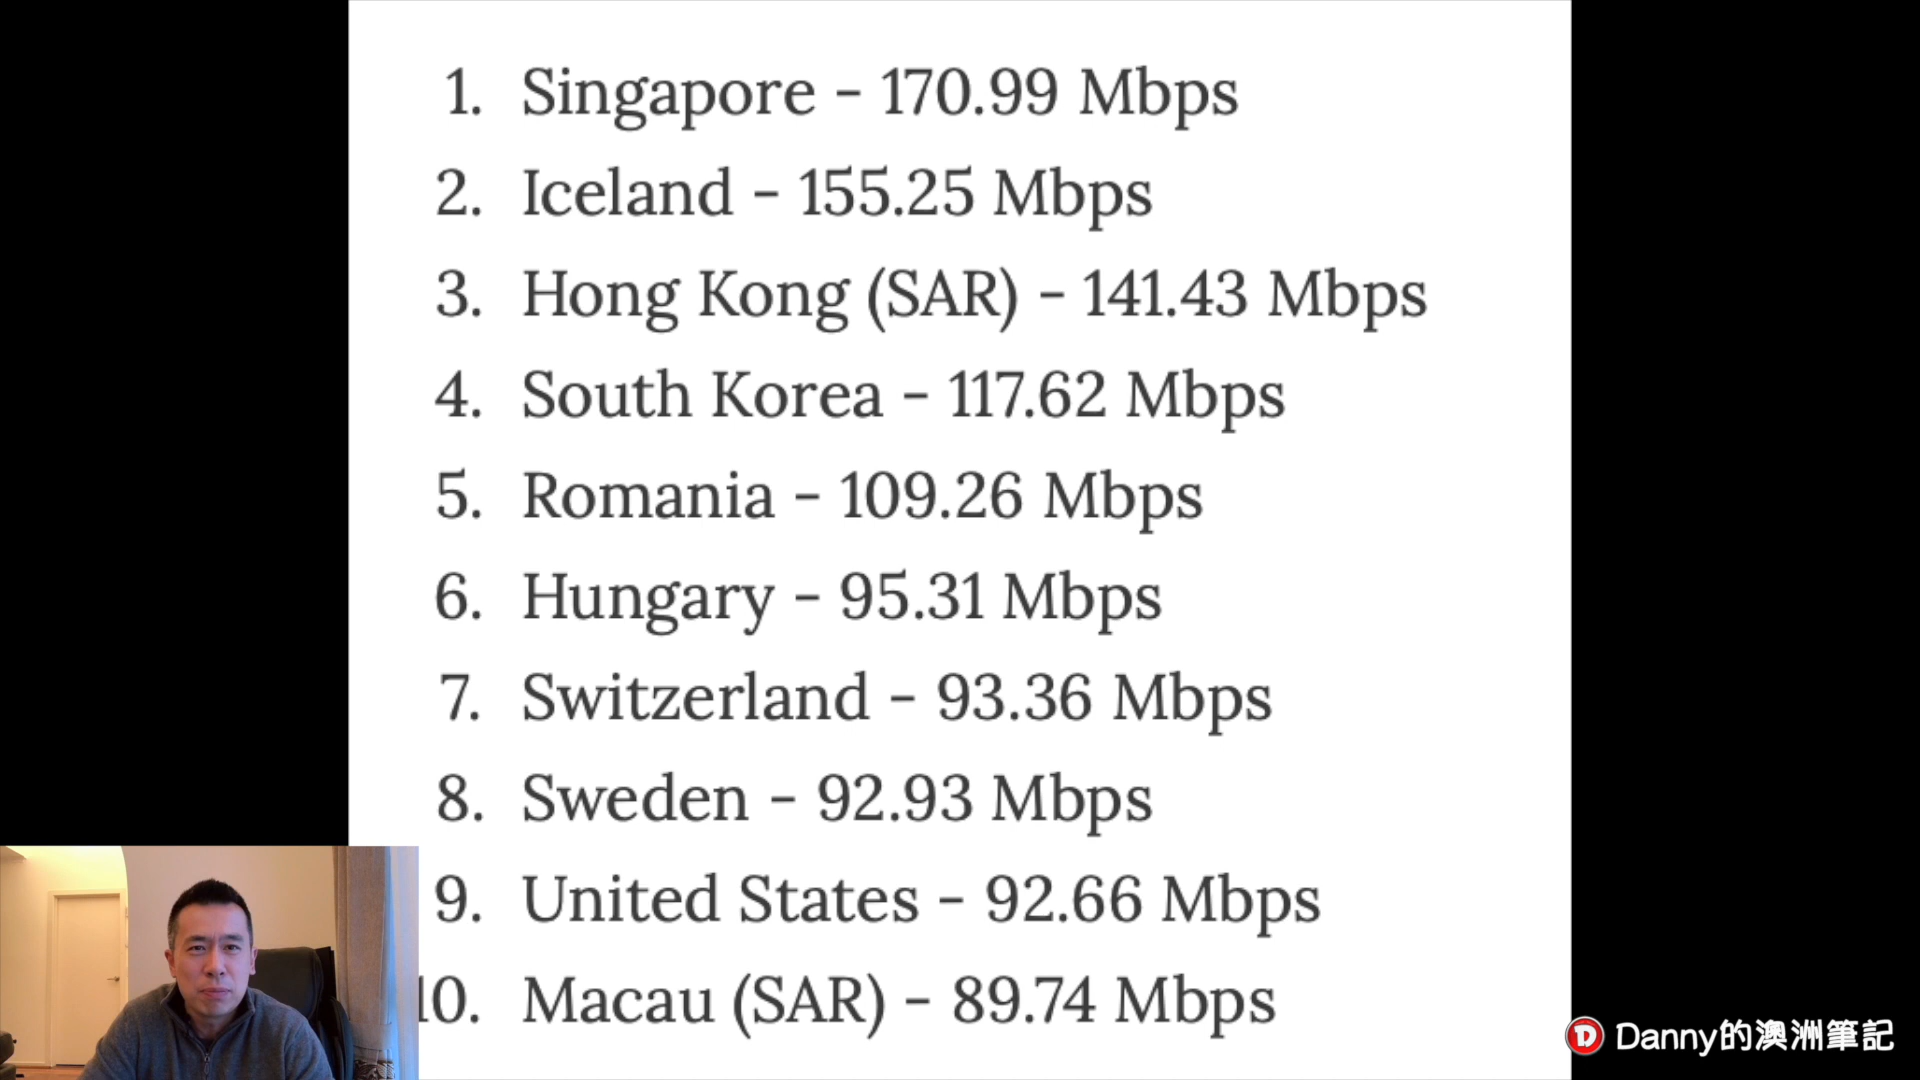 1. Singapore - 170.99 Mbps
2. Iceland - 155.25 Mbps
3. Hong Kong (SAR) - 141.43 Mbps
4. South Korea - 117.62 Mbps
5. Romania - 109.26 Mbps
6. Hungary - 95.31 Mbps
7. Switzerland - 93.36 Mbps
8. Sweden - 92.93 Mbps
9. United States - 92.66 Mbps
10. Macau (SAR) - 89.74 Mbps
D Danny的澳洲筆記